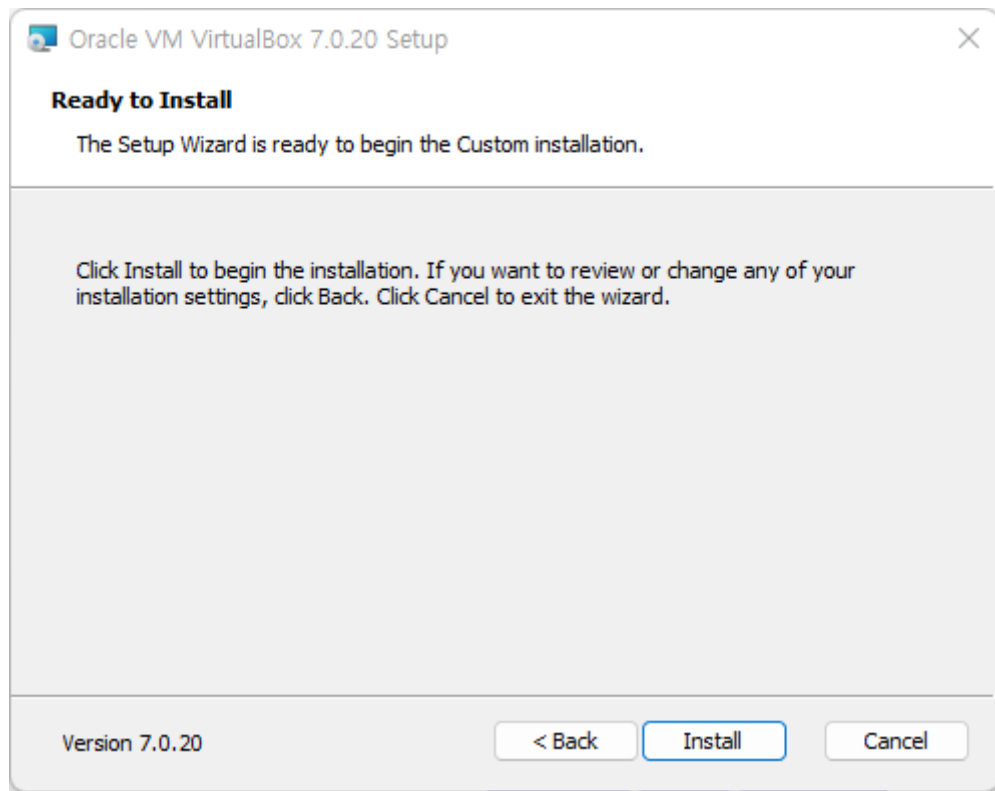 Oracle VM VirtualBox 7.0.20 Setup
Ready to Install
The Setup Wizard is ready to begin the Custom installation.
Click Install to begin the installation. If you want to review or change any of your
installation settings, click Back. Click Cancel to exit the wizard.
Version 7.0.20
< Back
Install
Cancel